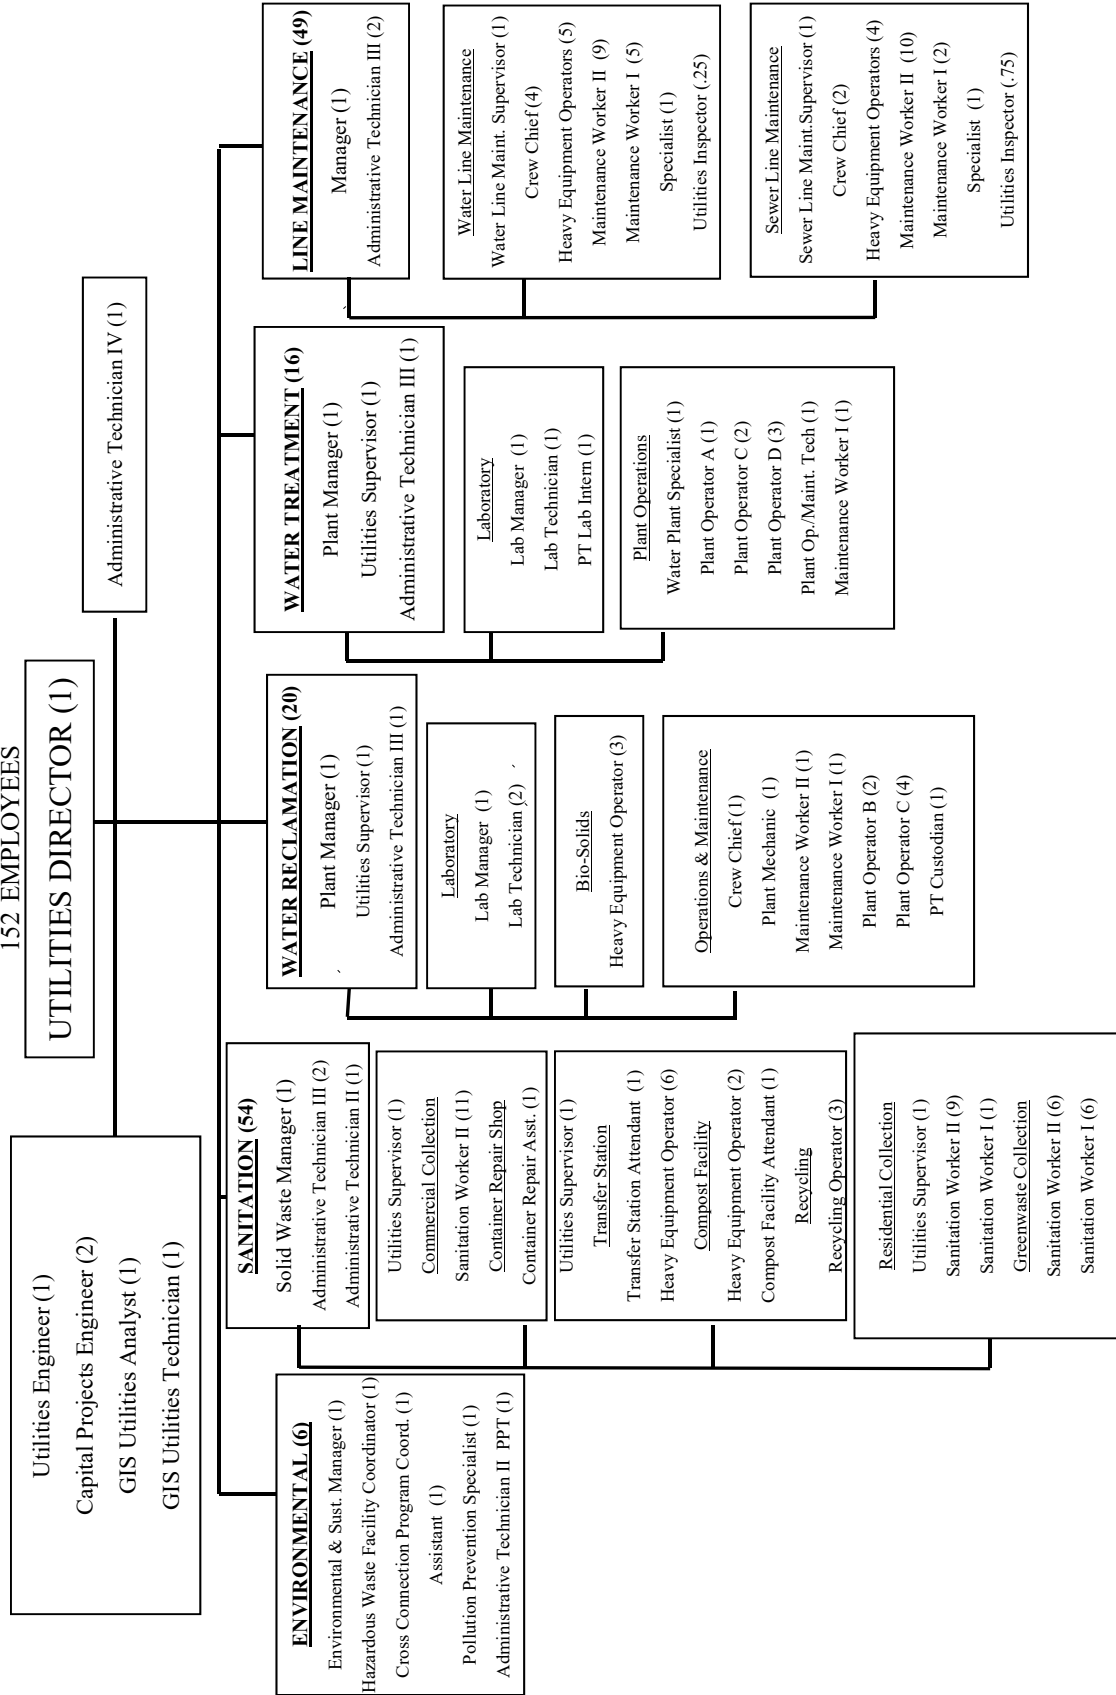 152 EMPLOYEES
UTILITIES DIRECTOR (1)
Utilities Engineer (1)
Capital Projects Engineer (2)
GIS Utilities Analyst (1)
GIS Utilities Technician (1)
Administrative Technician IV (1)
ENVIRONMENTAL (6)
Environmental & Sust. Manager (1)
Hazardous Waste Facility Coordinator (1)
Cross Connection Program Coord. (1)
Assistant (1)
Pollution Prevention Specialist (1)
Administrative Technician II PPT (1)
SANITATION (54)
Solid Waste Manager (1)
Administrative Technician III (2)
Administrative Technician II (1)
Utilities Supervisor (1)
Commercial Collection
Sanitation Worker II (11)
Container Repair Shop
Container Repair Asst. (1)
Utilities Supervisor (1)
Transfer Station
Transfer Station Attendant (1)
Heavy Equipment Operator (6)
Compost Facility
Heavy Equipment Operator (2)
Compost Facility Attendant (1)
Recycling
Recycling Operator (3)
Residential Collection
Utilities Supervisor (1)
Sanitation Worker II (9)
Sanitation Worker I (1)
Greenwaste Collection
Sanitation Worker II (6)
Sanitation Worker I (6)
WATER RECLAMATION (20)
Plant Manager (1)
Utilities Supervisor (1)
Administrative Technician III (1)
Laboratory
Lab Manager (1)
Lab Technician (2)
Bio-Solids
Heavy Equipment Operator (3)
Operations & Maintenance
Crew Chief (1)
Plant Mechanic (1)
Maintenance Worker II (1)
Maintenance Worker I (1)
Plant Operator B (2)
Plant Operator C (4)
PT Custodian (1)
WATER TREATMENT (16)
Plant Manager (1)
Utilities Supervisor (1)
Administrative Technician III (1)
Laboratory
Lab Manager (1)
Lab Technician (1)
PT Lab Intern (1)
Plant Operations
Water Plant Specialist (1)
Plant Operator A (1)
Plant Operator C (2)
Plant Operator D (3)
Plant Op./Maint. Tech (1)
Maintenance Worker I (1)
LINE MAINTENANCE (49)
Manager (1)
Administrative Technician III (2)
Water Line Maintenance
Water Line Maint. Supervisor (1)
Crew Chief (4)
Heavy Equipment Operators (5)
Maintenance Worker II (9)
Maintenance Worker I (5)
Specialist (1)
Utilities Inspector (.25)
Sewer Line Maintenance
Sewer Line Maint.Supervisor (1)
Crew Chief (2)
Heavy Equipment Operators (4)
Maintenance Worker II (10)
Maintenance Worker I (2)
Specialist (1)
Utilities Inspector (.75)